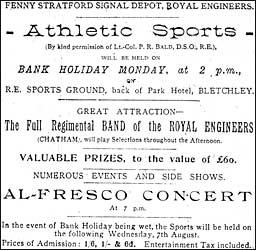 FENNY STRATFORD SIGNAL DEPOT, ROYAL ENGINEERS.
- Athletic Sports -
(By kind permission of Lt.-Col. P. R. BALD, D.S.O., R.E.),
WILL BE HELD ON
BANK HOLIDAY MONDAY, at 2 p.m.,
ON
R.E. SPORTS GROUND, back of Park Hotel, BLETCHLEY.
GREAT ATTRACTION—
The Full Regimental BAND of the ROYAL ENGINEERS
(CHATHAM), will play Selections throughout the Afternoon.
VALUABLE PRIZES, to the value of £60.
NUMEROUS EVENTS AND SIDE SHOWS.
AL-FRESCO CONCERT
At 7 p.m.
In the event of Bank Holiday being wet, the Sports will be held on
the following Wednesday, 7th August.
Prices of Admission: 1/6, 1/- & 6d. Entertainment Tax included.